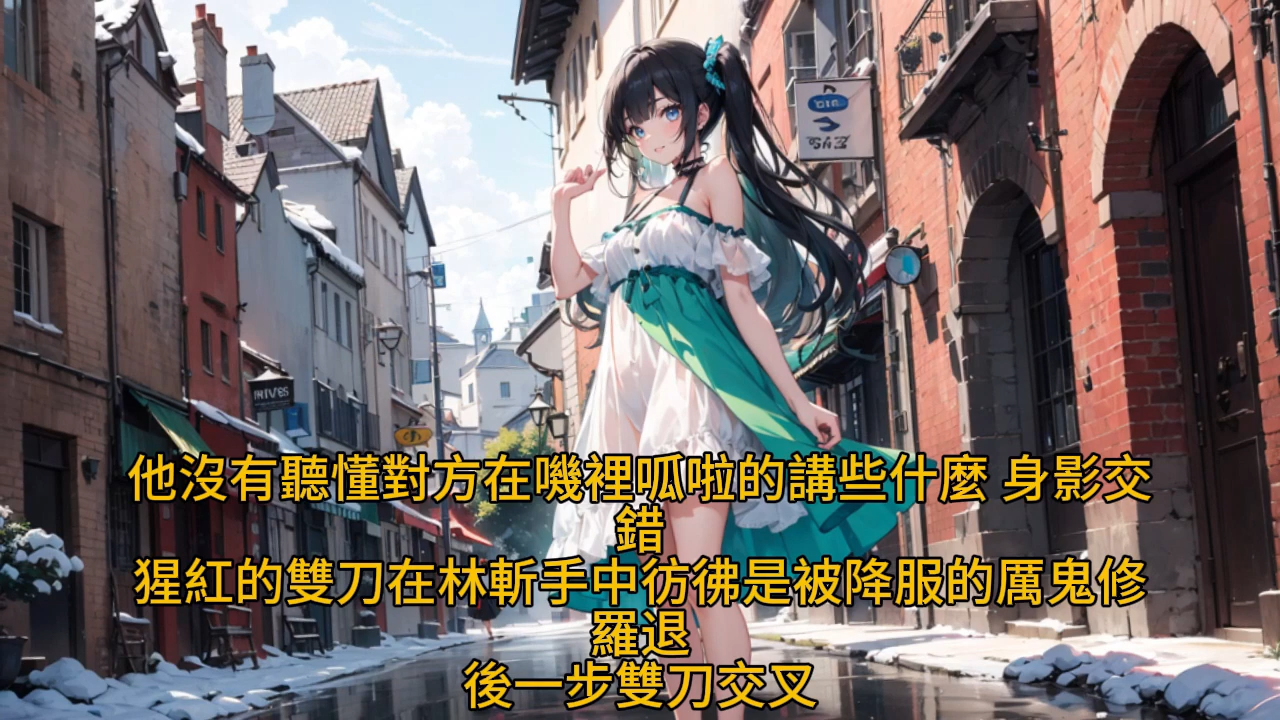 他沒有聽懂對方在嘰裡呱啦的講些什麼 身影交
錯
猩紅的雙刀在林斬手中彷彿是被降服的厲鬼修
羅退
後一步雙刀交叉